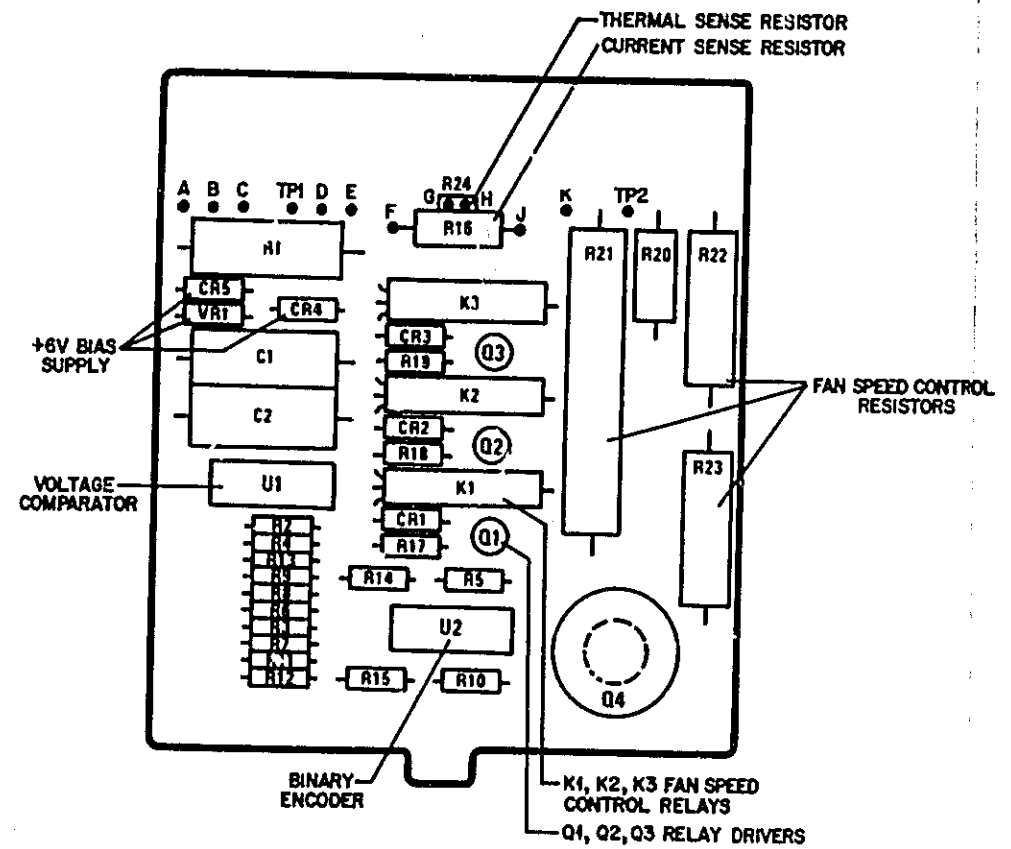 THERMAL SENSE RESISTOR
CURRENT SENSE RESISTOR
R24
A B C TP1 D E
G H
K TP2
F R16 J
R1
R21 R20 R22
CR5
K3
VR1 CR4
CR3
Q3
+6V BIAS
SUPPLY
C1
R19
K2
FAN SPEED CONTROL
RESISTORS
C2
CR2
Q2
R18
R23
VOLTAGE
COMPARATOR
U1
K1
CR1
R17
Q1
R4
R13
R14 R5
U2
R12
R15 R10
Q4
BINARY
ENCODER
K1, K2, K3 FAN SPEED
CONTROL RELAYS
Q1, Q2, Q3 RELAY DRIVERS